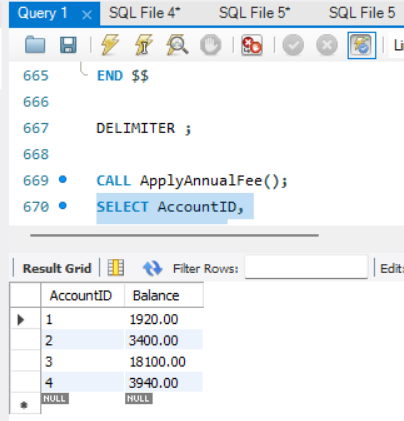 Query 1 × SQL File 4* SQL File 5* SQL File 5
665 END $$
666
667 DELIMITER ;
668
669 CALL ApplyAnnualFee();
670 SELECT AccountID,
Result Grid Filter Rows: Edit:
AccountID Balance
1 1920.00
2 3400.00
3 18100.00
4 3940.00
NULL NULL